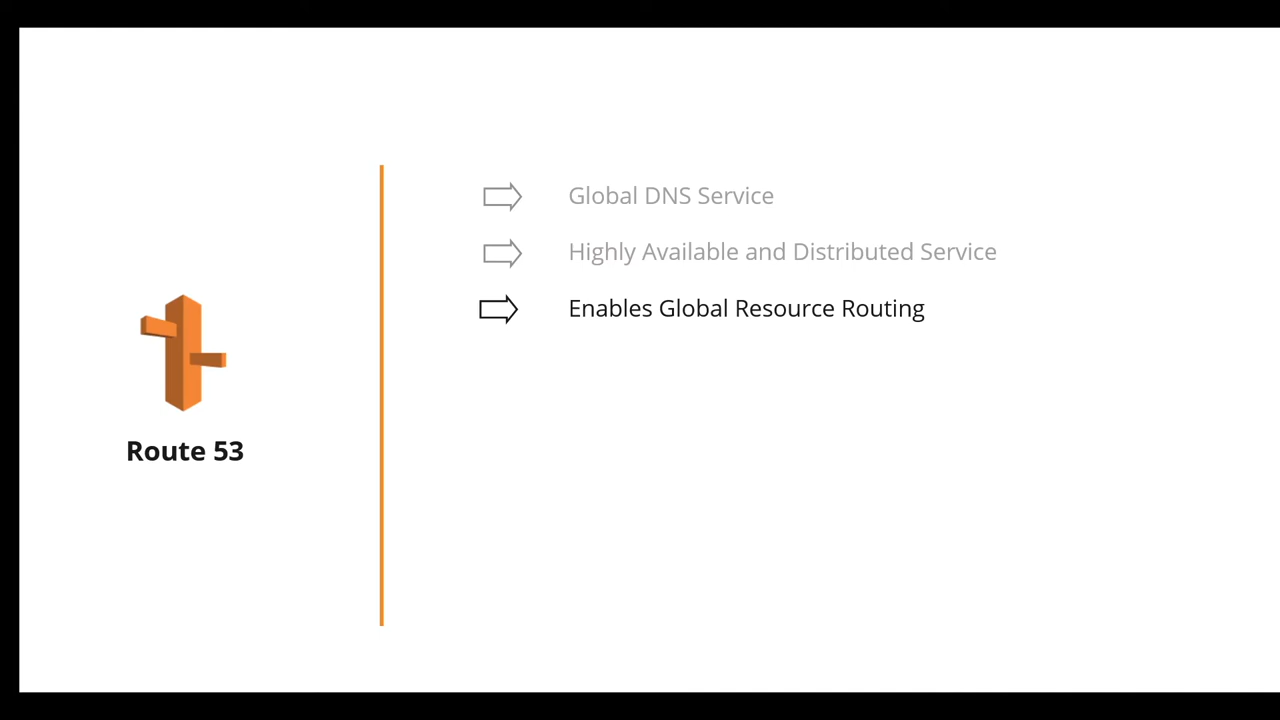 Global DNS Service
Highly Available and Distributed Service
Enables Global Resource Routing
Route 53